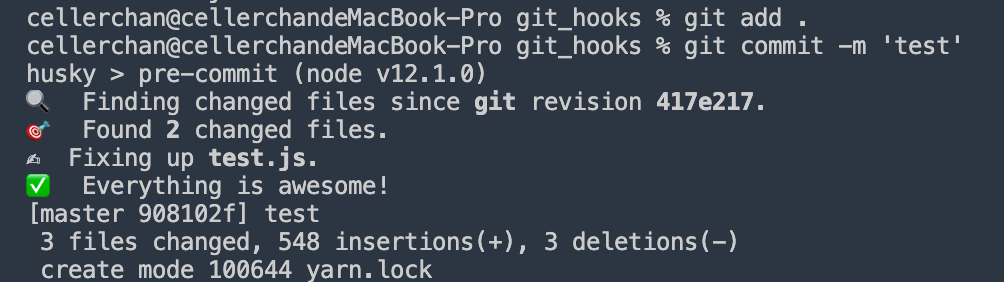 cellerchan@cellerchandeMacBook-Pro git_hooks % git add .
cellerchan@cellerchandeMacBook-Pro git_hooks % git commit -m 'test'
husky > pre-commit (node v12.1.0)
🔍  Finding changed files since git revision 417e217.
🎯  Found 2 changed files.
✍️  Fixing up test.js.
✅  Everything is awesome!
[master 908102f] test
 3 files changed, 548 insertions(+), 3 deletions(-)
 create mode 100644 yarn.lock